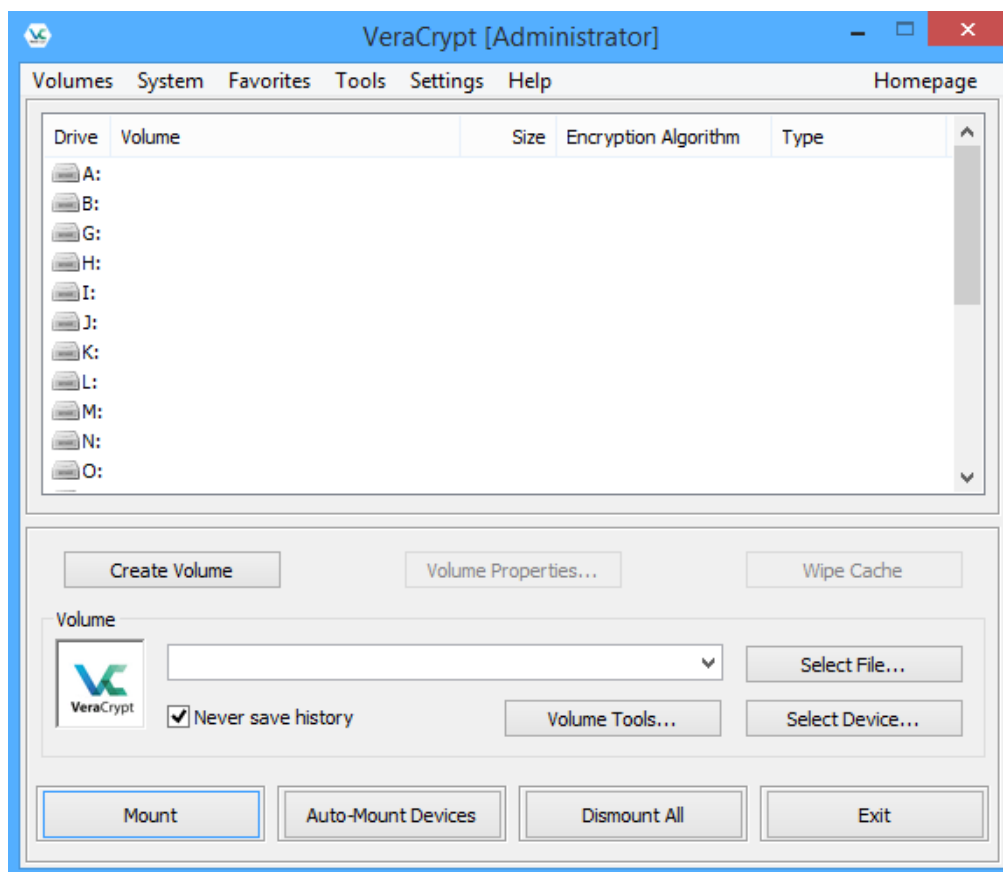 VeraCrypt [Administrator]
Volumes System Favorites Tools Settings Help Homepage
Drive Volume Size Encryption Algorithm Type
A:
B:
G:
H:
I:
J:
K:
L:
M:
N:
O:
Create Volume Volume Properties... Wipe Cache
Volume
Select File...
VeraCrypt
Never save history Volume Tools... Select Device...
Mount Auto-Mount Devices Dismount All Exit